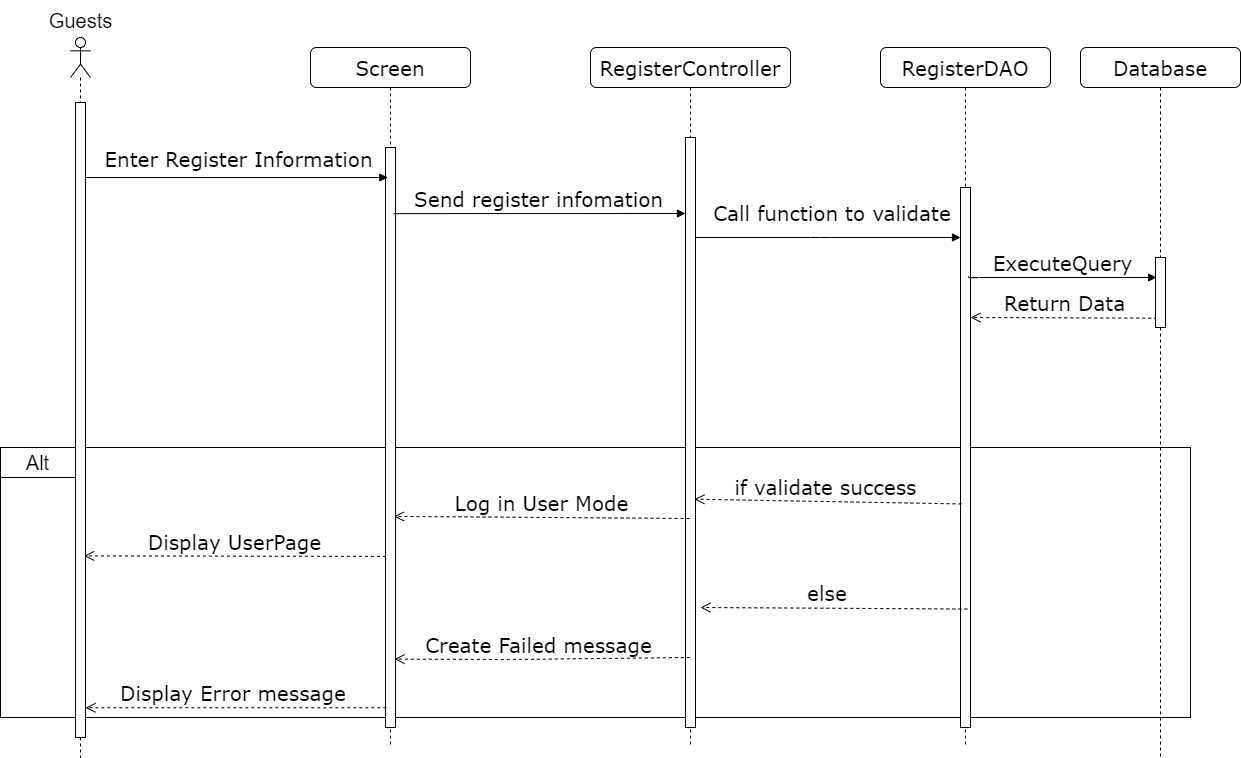 Guests
Screen
RegisterController
RegisterDAO
Database
Enter Register Information
Send register infomation
Call function to validate
ExecuteQuery
Return Data
Alt
if validate success
Log in User Mode
Display UserPage
else
Create Failed message
Display Error message